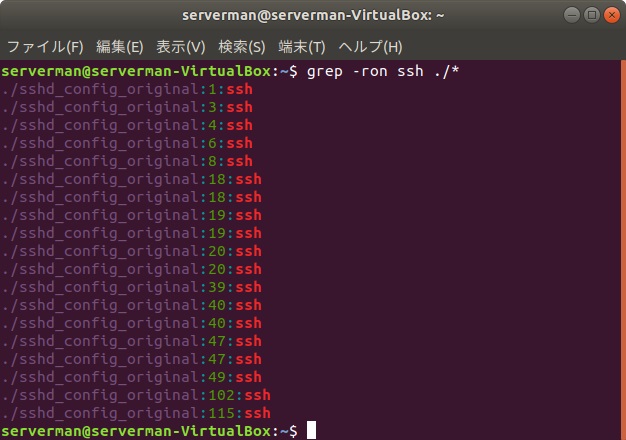 serverman@serverman-VirtualBox: ~
ファイル(F) 編集(E) 表示(V) 検索(S) 端末(T) ヘルプ(H)
serverman@serverman-VirtualBox:~$ grep -ron ssh ./*
./sshd_config_original:1:ssh
./sshd_config_original:3:ssh
./sshd_config_original:4:ssh
./sshd_config_original:6:ssh
./sshd_config_original:8:ssh
./sshd_config_original:18:ssh
./sshd_config_original:18:ssh
./sshd_config_original:19:ssh
./sshd_config_original:19:ssh
./sshd_config_original:20:ssh
./sshd_config_original:20:ssh
./sshd_config_original:39:ssh
./sshd_config_original:40:ssh
./sshd_config_original:40:ssh
./sshd_config_original:47:ssh
./sshd_config_original:47:ssh
./sshd_config_original:49:ssh
./sshd_config_original:102:ssh
./sshd_config_original:115:ssh
serverman@serverman-VirtualBox:~$